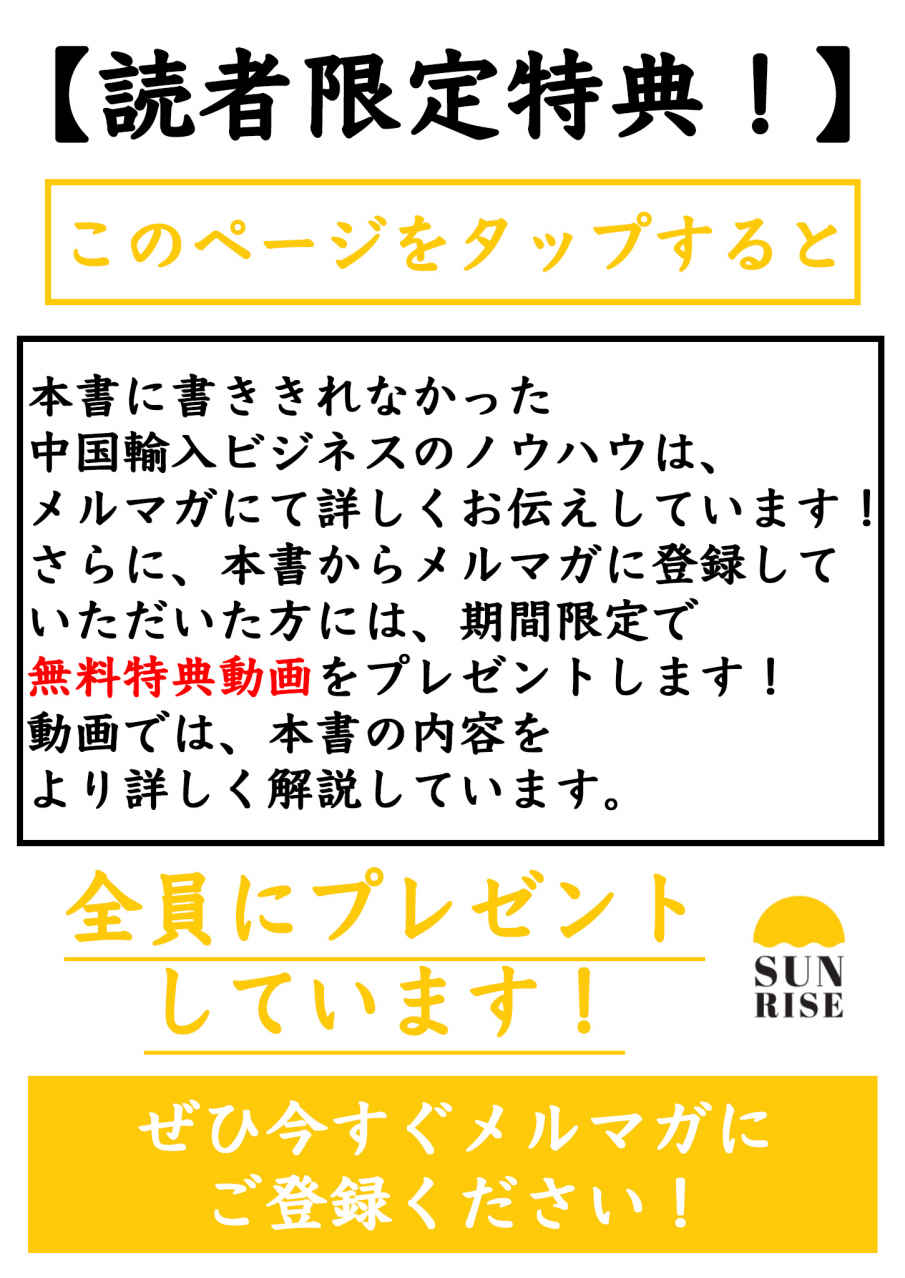 【読者限定特典！】
このページをタップすると
本書に書ききれなかった
中国輸入ビジネスのノウハウは、
メルマガにて詳しくお伝えしています！
さらに、本書からメルマガに登録して
いただいた方には、期間限定で
無料特典動画をプレゼントします！
動画では、本書の内容を
より詳しく解説しています。
全員にプレゼント
しています！
SUN
RISE
ぜひ今すぐメルマガに
ご登録ください！